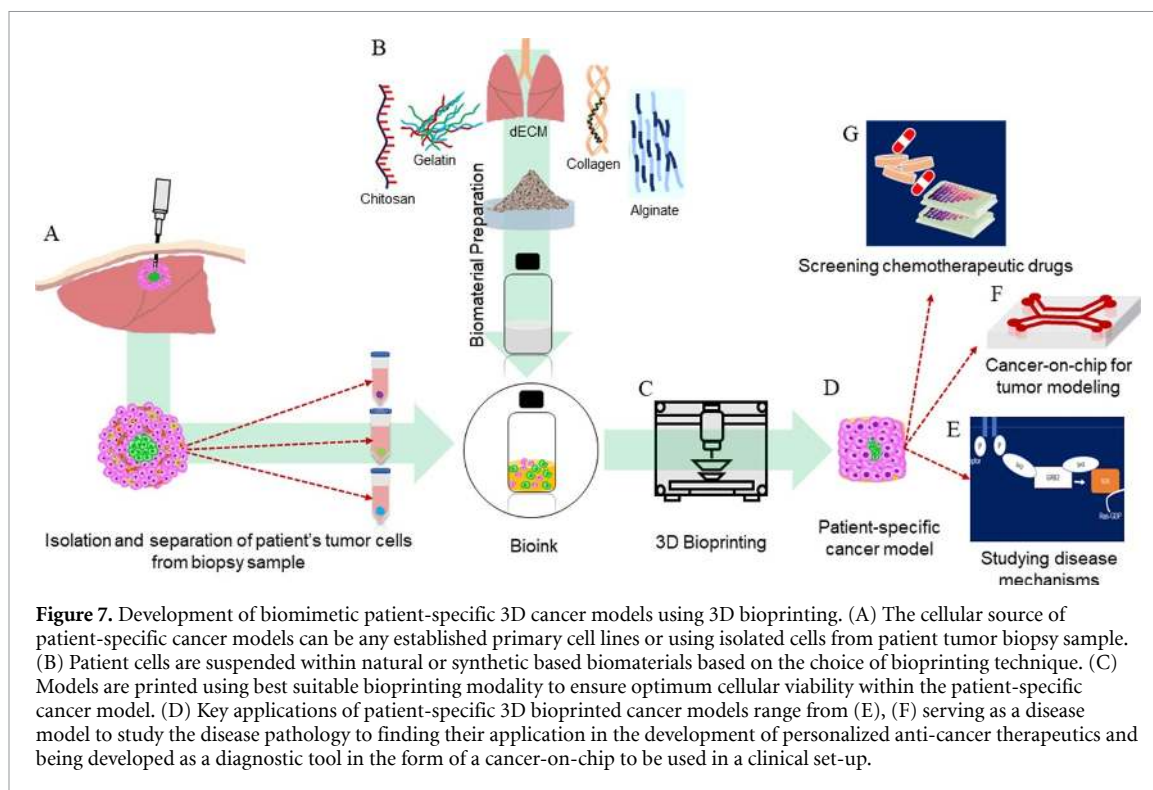 B
dECM
Gelatin
Collagen
Chitosan
Alginate
G
A
Biomaterial Preparation
Screening chemotherapeutic drugs
F
Cancer-on-chip for
tumor modeling
C
D
E
P
P
GRB2
Ras-GDP
Isolation and separation of patient's tumor cells
from biopsy sample
Bioink
3D Bioprinting
Patient-specific
cancer model
Studying disease
mechanisms
Figure 7. Development of biomimetic patient-specific 3D cancer models using 3D bioprinting. (A) The cellular source of
patient-specific cancer models can be any established primary cell lines or using isolated cells from patient tumor biopsy sample.
(B) Patient cells are suspended within natural or synthetic based biomaterials based on the choice of bioprinting technique. (C)
Models are printed using best suitable bioprinting modality to ensure optimum cellular viability within the patient-specific
cancer model. (D) Key applications of patient-specific 3D bioprinted cancer models range from (E), (F) serving as a disease
model to study the disease pathology to finding their application in the development of personalized anti-cancer therapeutics and
being developed as a diagnostic tool in the form of a cancer-on-chip to be used in a clinical set-up.